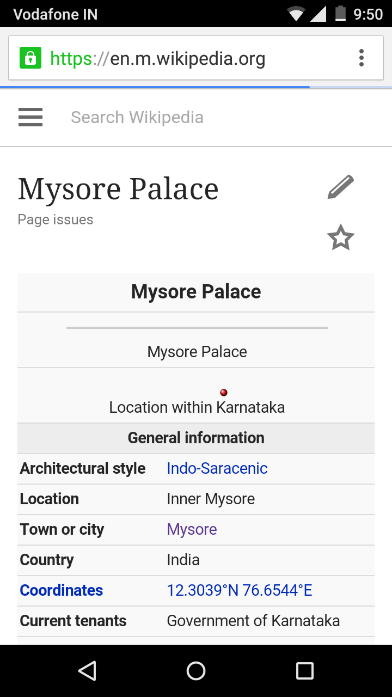 Vodafone IN 9:50
https://en.m.wikipedia.org
Search Wikipedia
Mysore Palace
Page issues
Mysore Palace
Mysore Palace
Location within Karnataka
General information
Architectural style Indo-Saracenic
Location Inner Mysore
Town or city Mysore
Country India
Coordinates 12.3039°N 76.6544°E
Current tenants Government of Karnataka